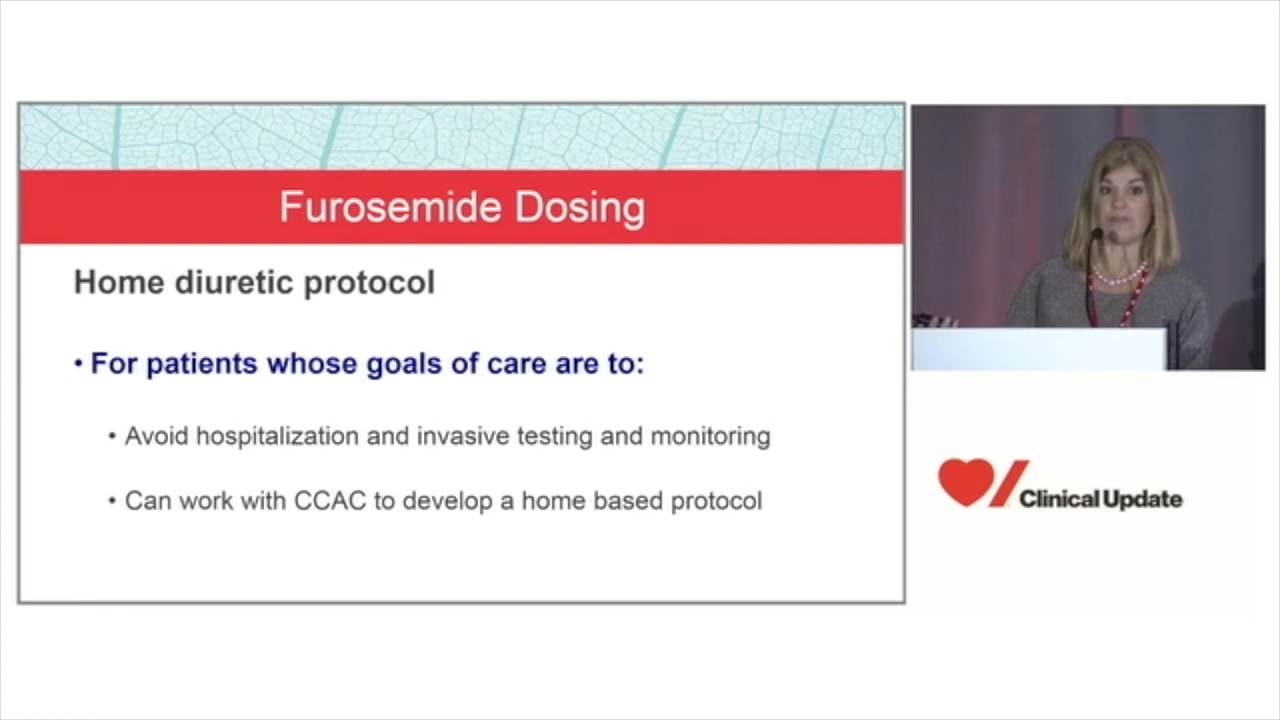 Furosemide Dosing
Home diuretic protocol
• For patients whose goals of care are to:
• Avoid hospitalization and invasive testing and monitoring
• Can work with CCAC to develop a home based protocol
Clinical Update